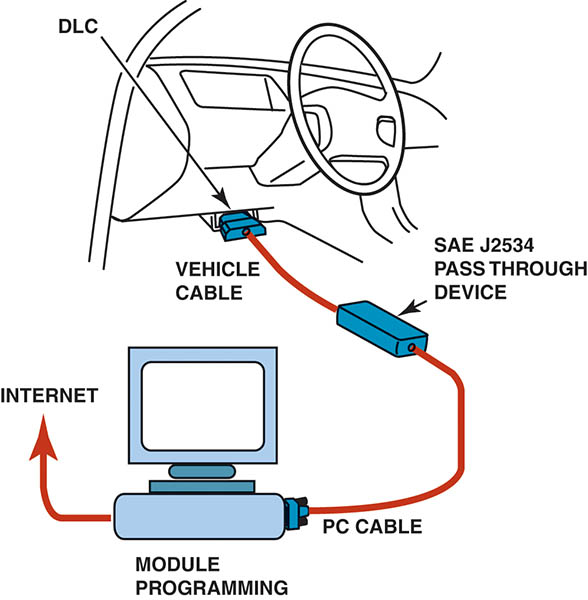 DLC
VEHICLE
CABLE
SAE J2534
PASS THROUGH
DEVICE
INTERNET
PC CABLE
MODULE
PROGRAMMING